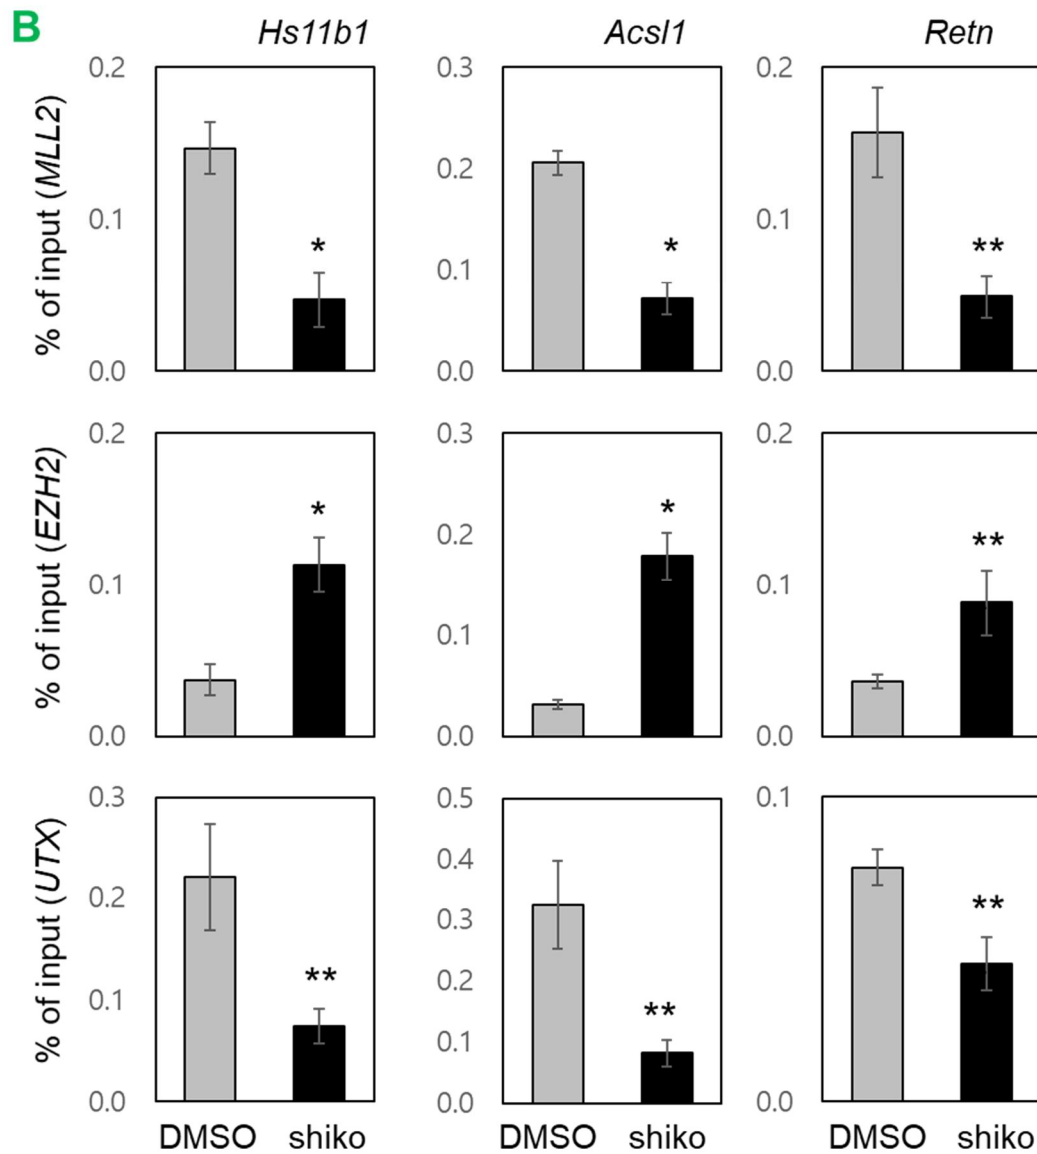 B
Hs11b1 Acsl1 Retn
% of input (MLL2)
0.2 0.3 0.2
0.2
0.1 0.1
* * **
0.1
0.0 0.0 0.0
% of input (EZH2)
0.2 0.3 0.2
* * **
0.2
0.1 0.1
0.1
0.0 0.0 0.0
% of input (UTX)
0.3 0.5 0.1
0.4
0.2 0.3
** ** **
0.2
0.1 0.1
0.0 0.0 0.0
DMSO shiko DMSO shiko DMSO shiko